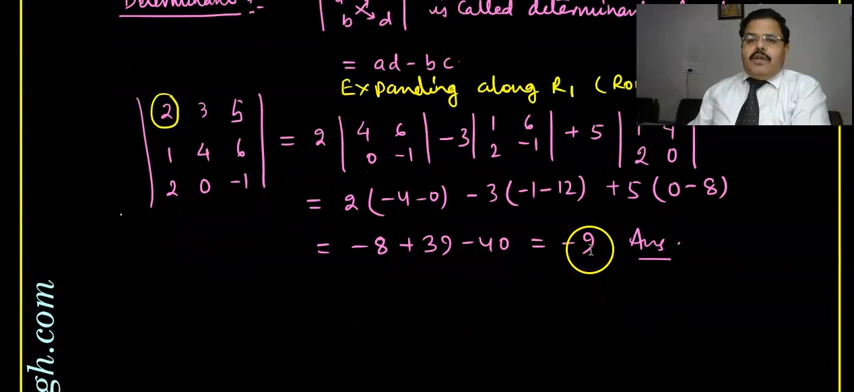 Determinant :-
| b d | is called determinant
= ad - bc.
Expanding along R1 (Ro
| 2 3 5 |
| 1 4 6 |
| 2 0 -1 |
= 2 | 4 6 | - 3 | 1 6 | + 5 | 1 4 |
| 0 -1 | | 2 -1 | | 2 0 |
= 2(-4-0) - 3(-1-12) + 5(0-8)
= -8 + 39 - 40 = -9 Ans.
gh.com